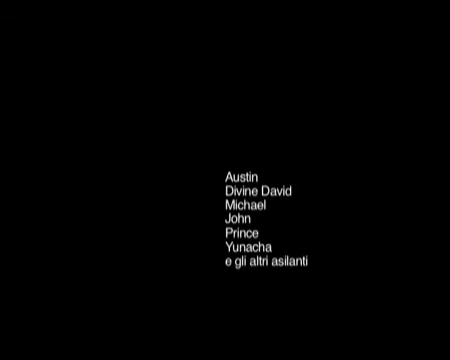 Austin
Divine David
Michael
John
Prince
Yunacha
e gli altri asilanti